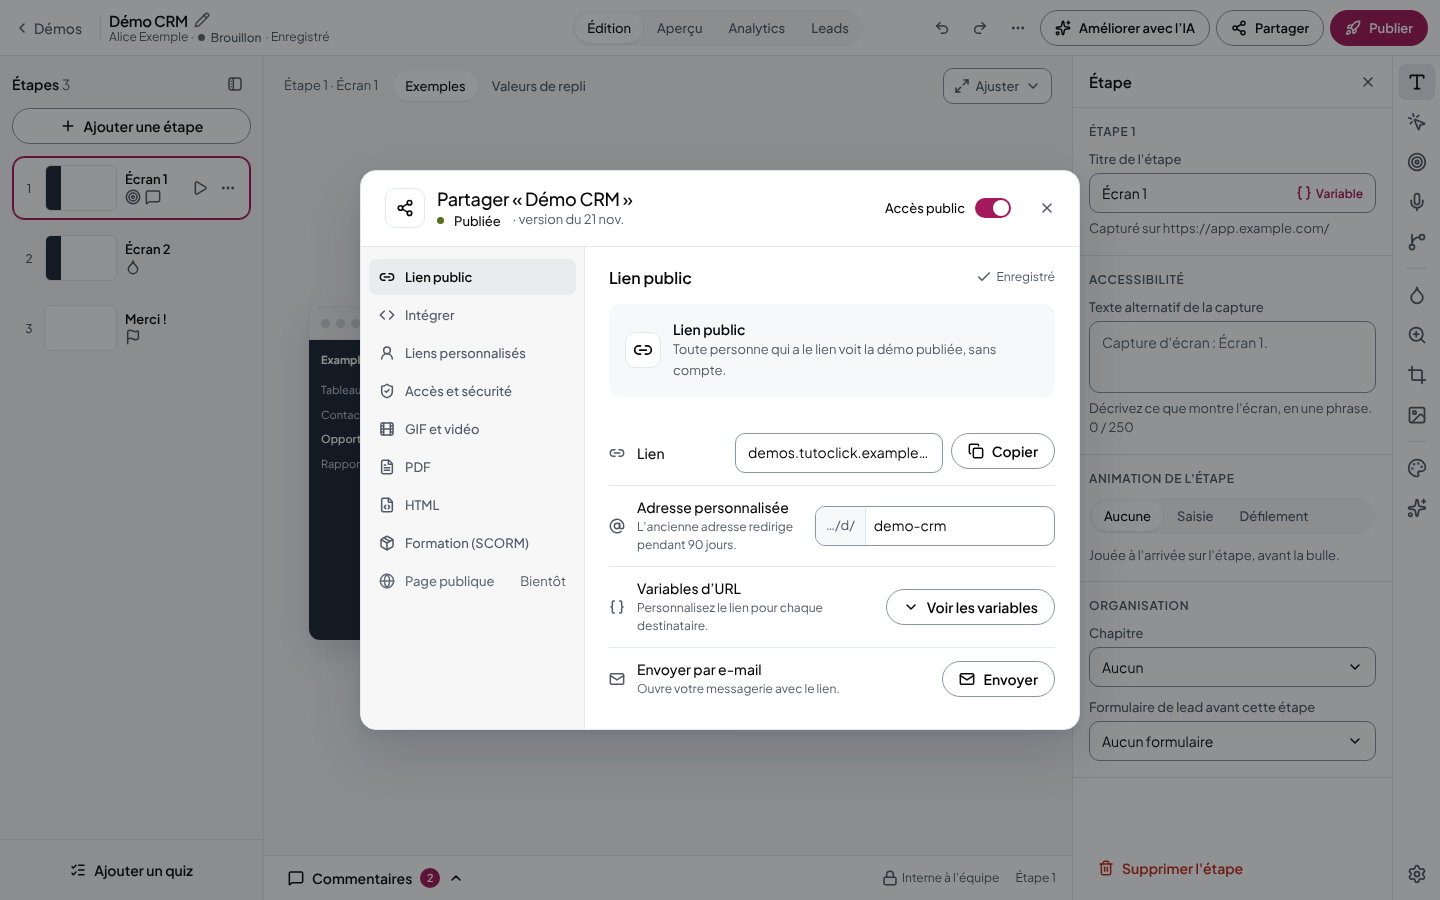 Démos
Démo CRM
Alice Exemple · Brouillon · Enregistré
Édition
Aperçu
Analytics
Leads
Améliorer avec l'IA
Partager
Publier
Étapes 3
Ajouter une étape
1
Écran 1
2
Écran 2
3
Merci !
Ajouter un quiz
Étape 1 · Écran 1
Exemples
Valeurs de repli
Ajuster
Partager « Démo CRM »
Publiée · version du 21 nov.
Accès public
Lien public
Intégrer
Liens personnalisés
Accès et sécurité
GIF et vidéo
PDF
HTML
Formation (SCORM)
Page publique Bientôt
Lien public
Enregistré
Lien public
Toute personne qui a le lien voit la démo publiée, sans
compte.
Lien
demos.tutoclick.example...
Copier
Adresse personnalisée
L'ancienne adresse redirige
pendant 90 jours.
.../d/
demo-crm
Variables d'URL
Personnalisez le lien pour chaque
destinataire.
Voir les variables
Envoyer par e-mail
Ouvre votre messagerie avec le lien.
Envoyer
Commentaires 2
Interne à l'équipe
Étape 1
Étape
ÉTAPE 1
Titre de l'étape
Écran 1
{ } Variable
Capturé sur https://app.example.com/
ACCESSIBILITÉ
Texte alternatif de la capture
Capture d'écran : Écran 1.
Décrivez ce que montre l'écran, en une phrase.
0 / 250
ANIMATION DE L'ÉTAPE
Aucune
Saisie
Défilement
Jouée à l'arrivée sur l'étape, avant la bulle.
ORGANISATION
Chapitre
Aucun
Formulaire de lead avant cette étape
Aucun formulaire
Supprimer l'étape